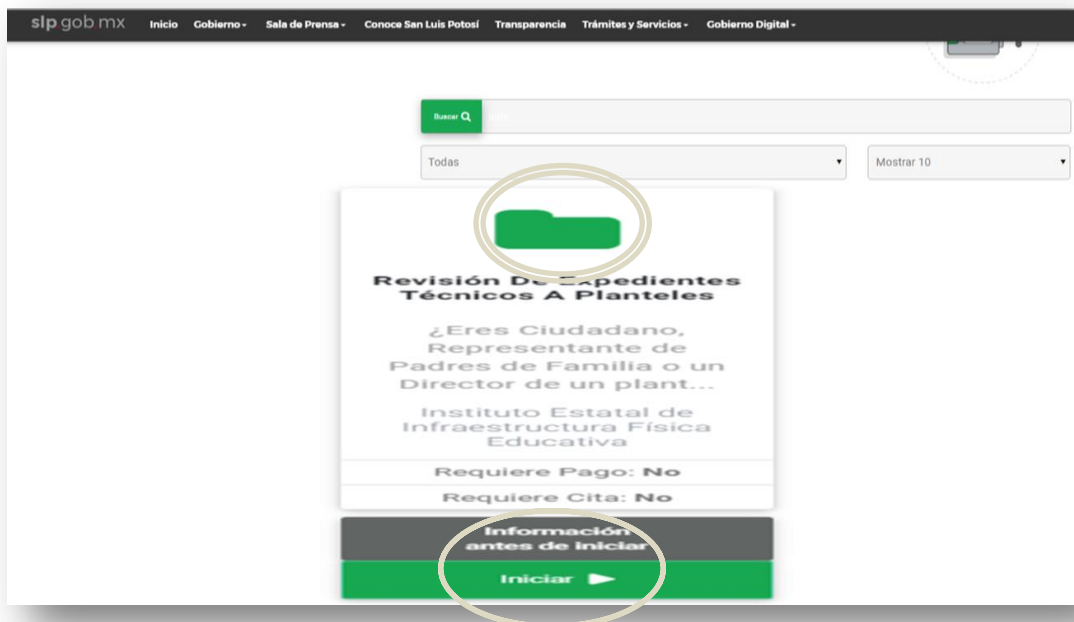 slp.gob.mx Inicio Gobierno Sala de Prensa Conoce San Luis Potosí Transparencia Trámites y Servicios Gobierno Digital
Buscar
Todas Mostrar 10
Revisión De Expedientes
Técnicos A Planteles
¿Eres Ciudadano,
Representante de
Padres de Familia o un
Director de un plant...
Instituto Estatal de
Infraestructura Física
Educativa
Requiere Pago: No
Requiere Cita: No
Información
antes de iniciar
Iniciar